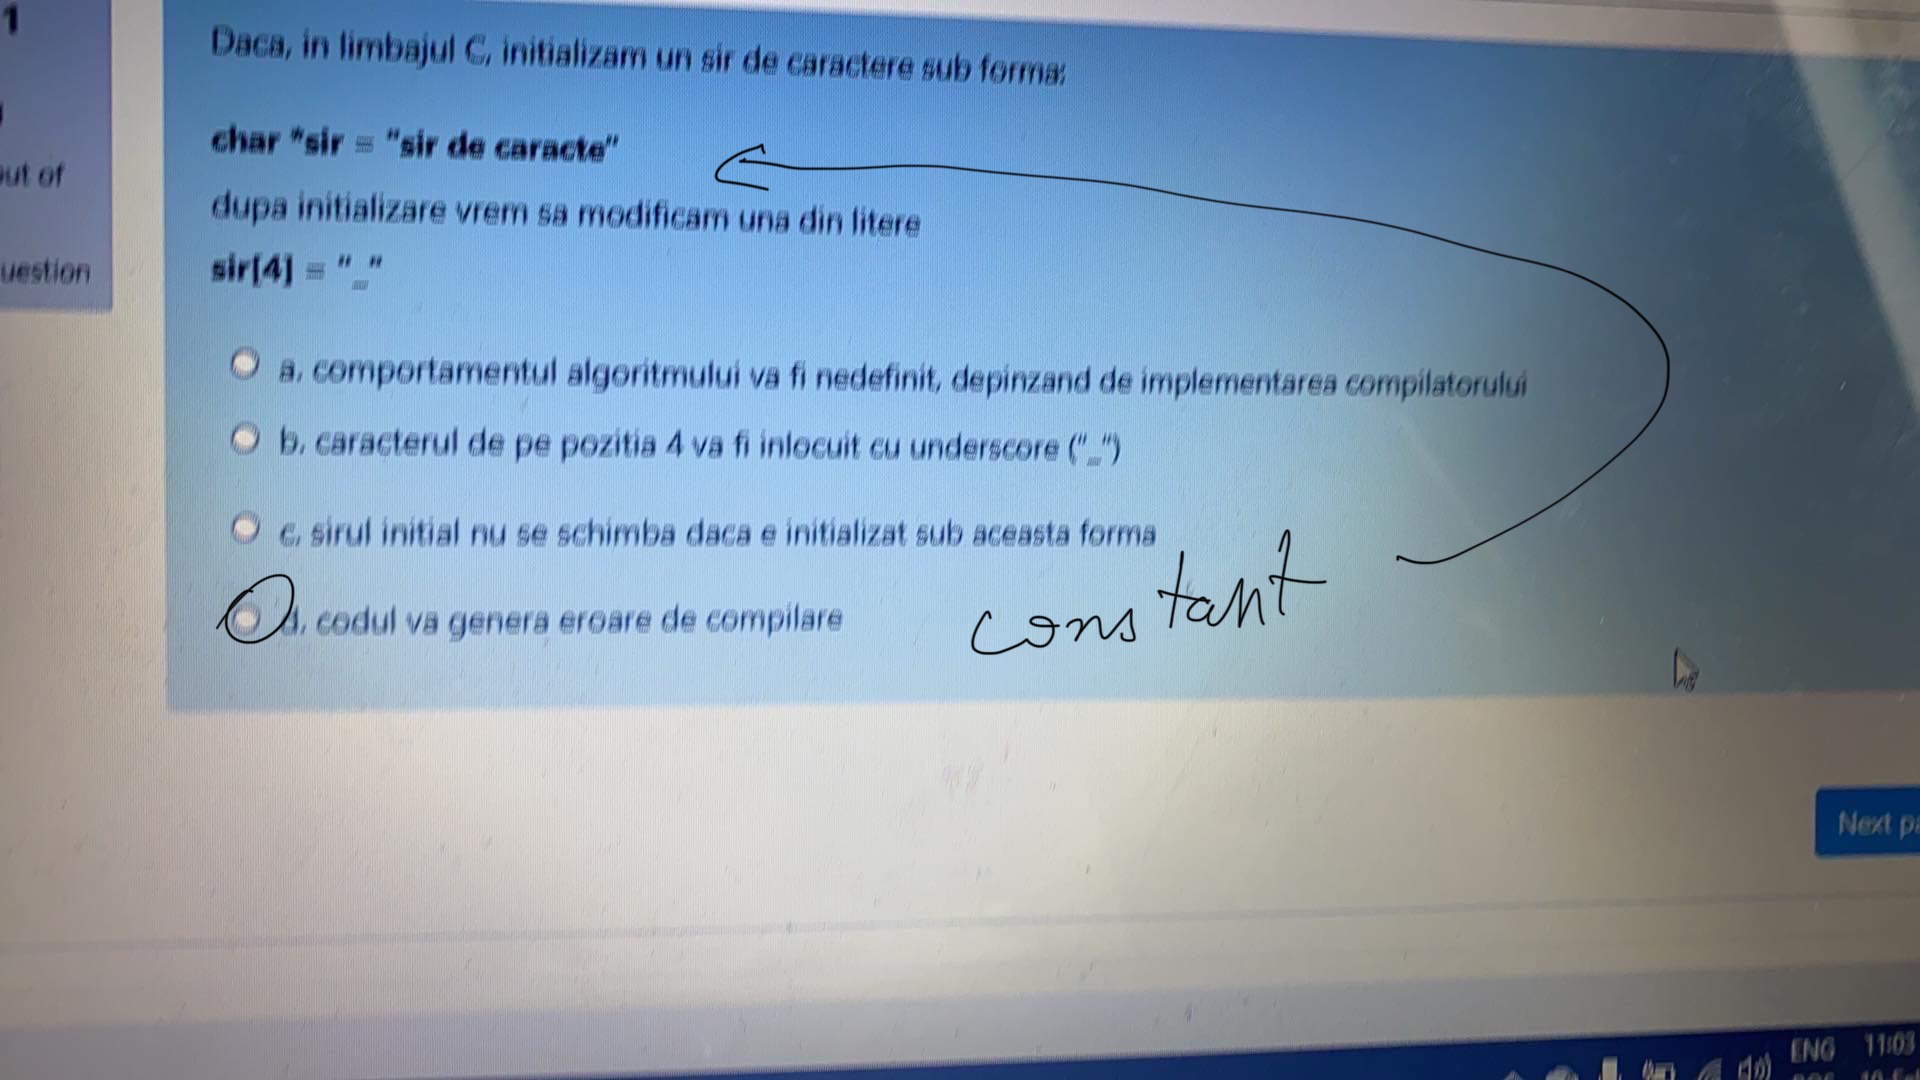 1
out of
uestion
Daca, in limbajul C, initializam un sir de caractere sub forma:
char *sir = "sir de caracte"
dupa initializare vrem sa modificam una din litere
sir[4] = "_"
a. comportamentul algoritmului va fi nedefinit, depinzand de implementarea compilatorului
b. caracterul de pe pozitia 4 va fi inlocuit cu underscore ("_")
c. sirul initial nu se schimba daca e initializat sub aceasta forma
d. codul va genera eroare de compilare
constant
Next pa
ENG 11:03